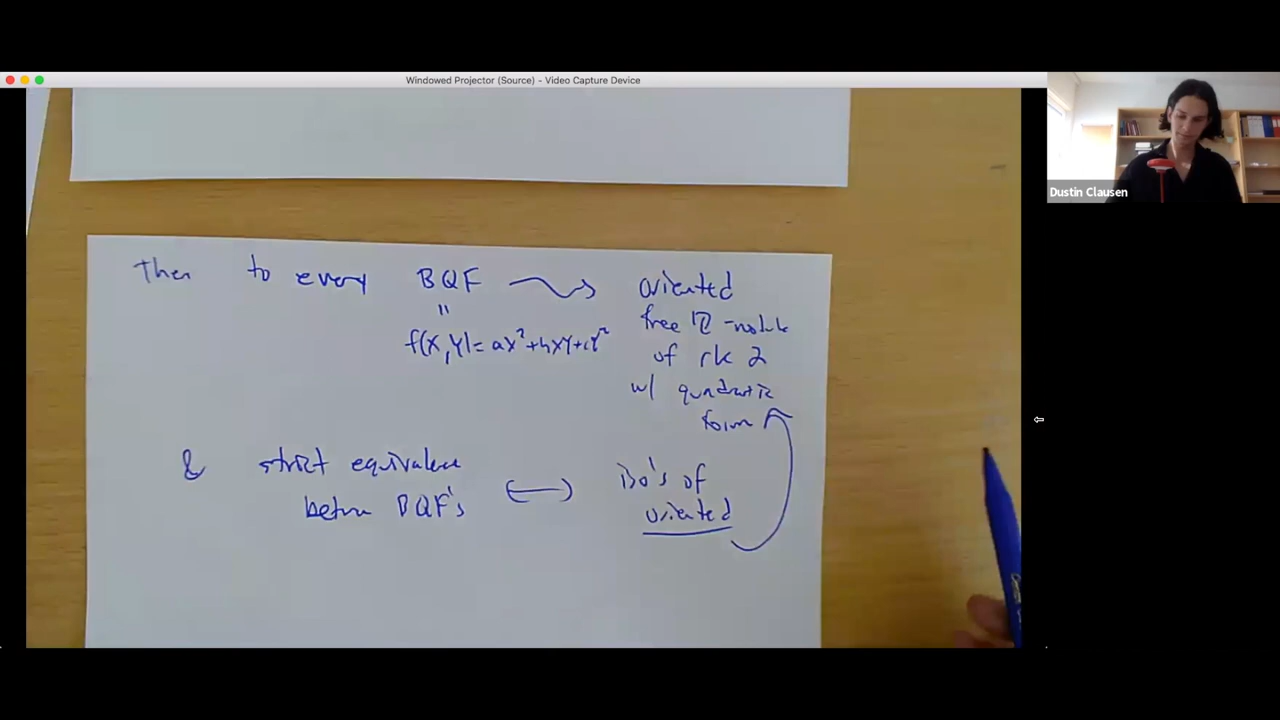 Windowed Projector (Source) - Video Capture Device
Dustin Clausen
Then to every BQF ⇝ oriented
"
free ℤ-module
f(X,Y)=aX²+bXY+cY²
of rk 2
w/ quadratic
form
& strict equivalence
between BQF's ⟷ iso's of
oriented